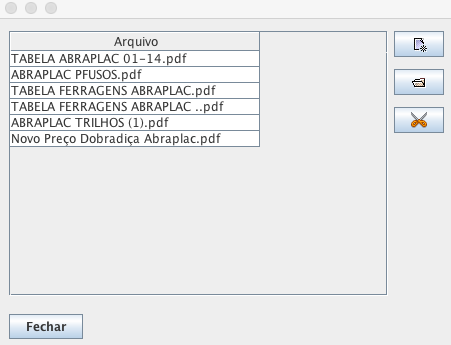 Arquivo
TABELA ABRAPLAC 01-14.pdf
ABRAPLAC PFUSOS.pdf
TABELA FERRAGENS ABRAPLAC.pdf
TABELA FERRAGENS ABRAPLAC ..pdf
ABRAPLAC TRILHOS (1).pdf
Novo Preço Dobradiça Abraplac.pdf
Fechar